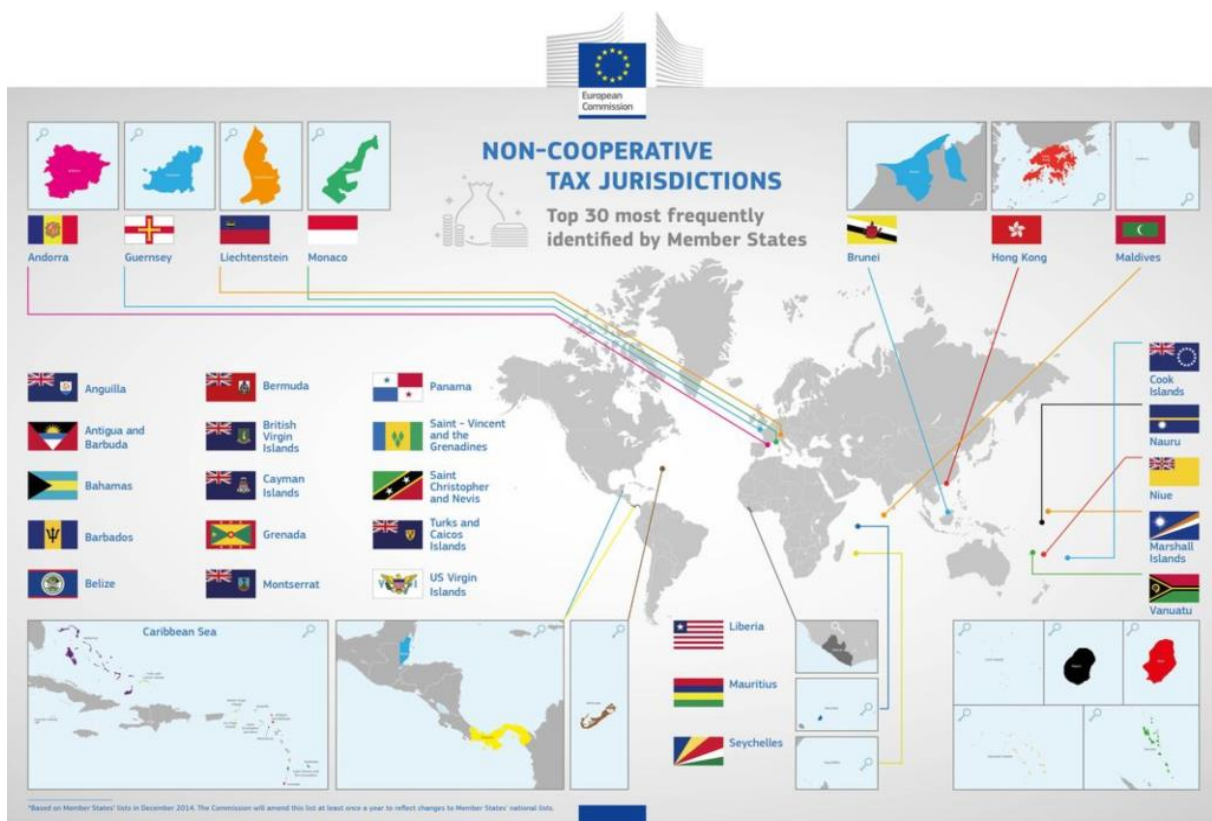 European
Commission
NON-COOPERATIVE
TAX JURISDICTIONS
Top 30 most frequently
identified by Member States
Andorra
Guernsey
Liechtenstein
Monaco
Brunei
Hong Kong
Maldives
Cook
Islands
Nauru
Niue
Marshall
Islands
Vanuatu
Anguilla
Antigua and
Barbuda
Bahamas
Barbados
Belize
Bermuda
British
Virgin
Islands
Cayman
Islands
Grenada
Montserrat
Panama
Saint - Vincent
and the
Grenadines
Saint
Christopher
and Nevis
Turks and
Caicos
Islands
US Virgin
Islands
Caribbean Sea
Liberia
Mauritius
Seychelles
*Based on Member States' lists in December 2014. The Commission will amend this list at least once a year to reflect changes to Member States' national lists.